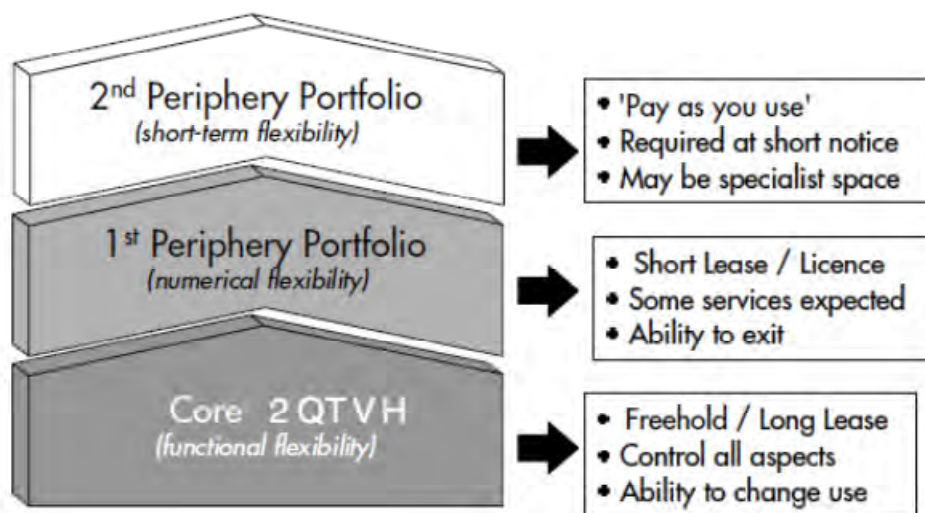 2nd Periphery Portfolio
(short-term flexibility)
• 'Pay as you use'
• Required at short notice
• May be specialist space
1st Periphery Portfolio
(numerical flexibility)
• Short Lease / Licence
• Some services expected
• Ability to exit
Core 2QTVH
(functional flexibility)
• Freehold / Long Lease
• Control all aspects
• Ability to change use